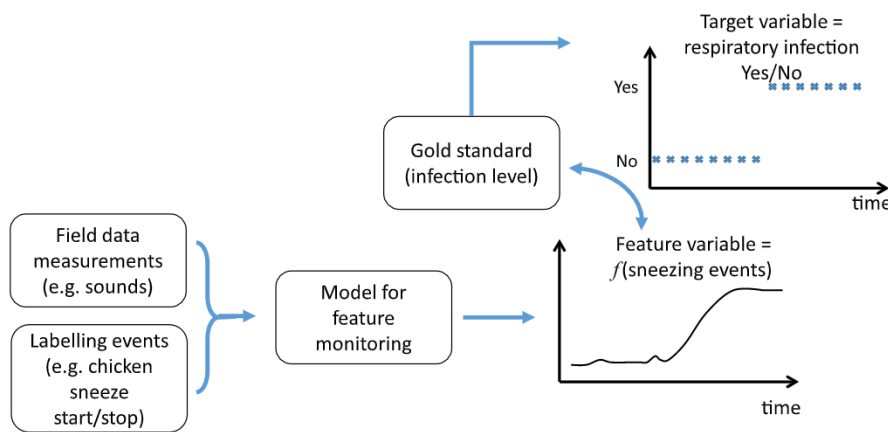 Target variable =
respiratory infection
Yes/No
Yes
No
time
Gold standard
(infection level)
Field data
measurements
(e.g. sounds)
Labelling events
(e.g. chicken
sneeze
start/stop)
Model for
feature
monitoring
Feature variable =
f(sneezing events)
time